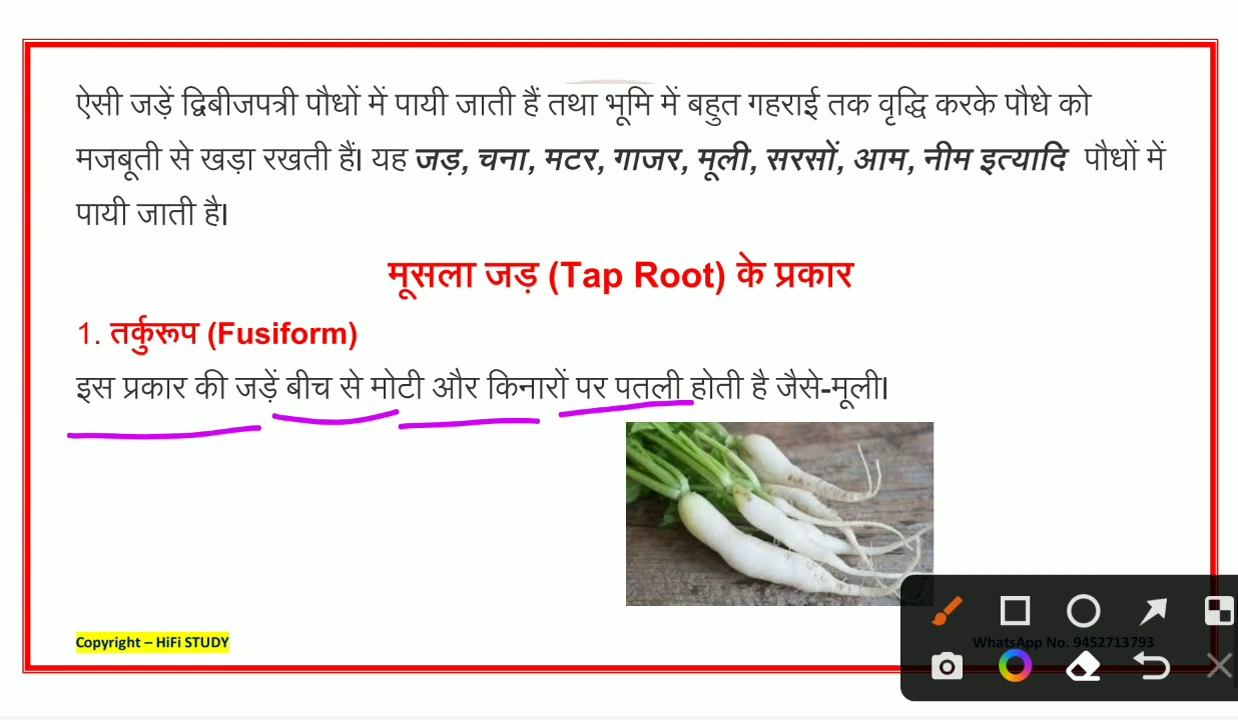 ऐसी जड़ें द्विबीजपत्री पौधों में पायी जाती हैं तथा भूमि में बहुत गहराई तक वृद्धि करके पौधे को
मजबूती से खड़ा रखती हैं। यह जड़, चना, मटर, गाजर, मूली, सरसों, आम, नीम इत्यादि पौधों में
पायी जाती है।
मूसला जड़ (Tap Root) के प्रकार
1. तर्कुरूप (Fusiform)
इस प्रकार की जड़ें बीच से मोटी और किनारों पर पतली होती है जैसे-मूली।
Copyright – HiFi STUDY
WhatsApp No. 9452713793